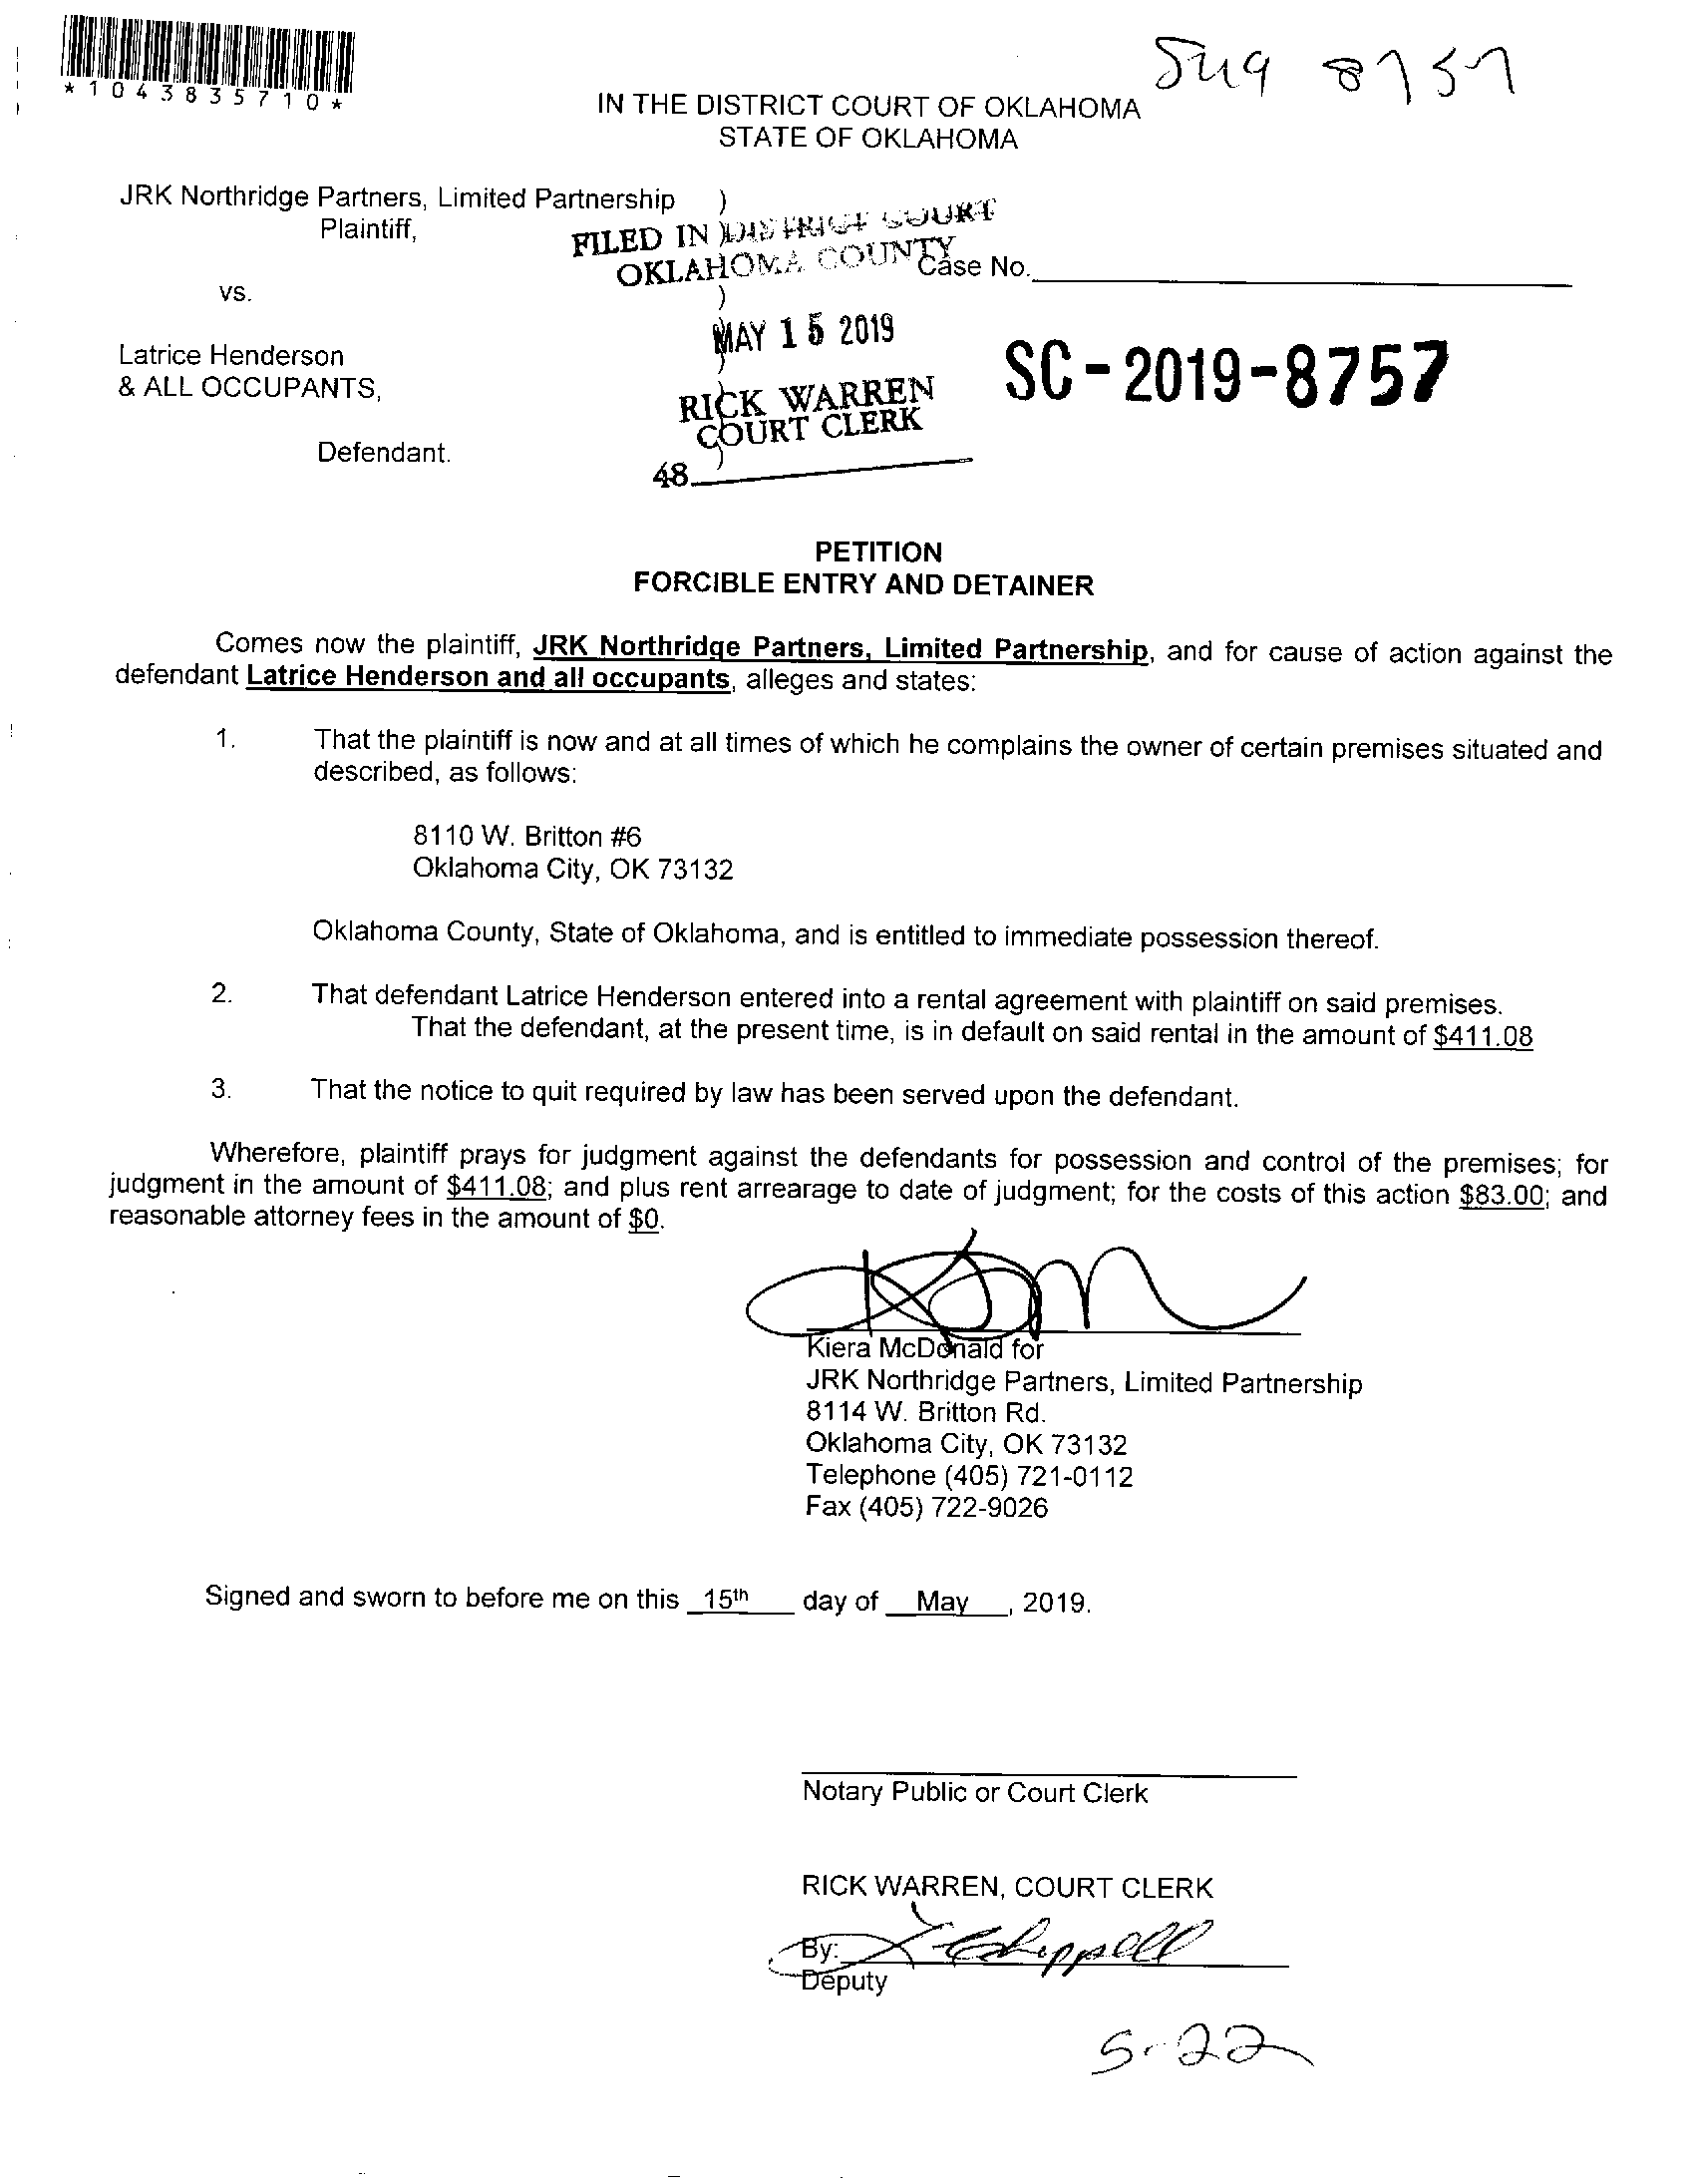 *1043835710*
IN THE DISTRICT COURT OF OKLAHOMA
STATE OF OKLAHOMA
JRK Northridge Partners, Limited Partnership )
Plaintiff,
FILED IN DISTRICT COURT
OKLAHOMA COUNTY
Case No.
vs. )
MAY 15 2019
Latrice Henderson
& ALL OCCUPANTS,
SC-2019-8757
RICK WARREN
COURT CLERK
Defendant. )
48
PETITION
FORCIBLE ENTRY AND DETAINER
Comes now the plaintiff, JRK Northridge Partners, Limited Partnership, and for cause of action against the
defendant Latrice Henderson and all occupants, alleges and states:
1. That the plaintiff is now and at all times of which he complains the owner of certain premises situated and
described, as follows:
8110 W. Britton #6
Oklahoma City, OK 73132
Oklahoma County, State of Oklahoma, and is entitled to immediate possession thereof.
2. That defendant Latrice Henderson entered into a rental agreement with plaintiff on said premises.
That the defendant, at the present time, is in default on said rental in the amount of $411.08
3. That the notice to quit required by law has been served upon the defendant.
Wherefore, plaintiff prays for judgment against the defendants for possession and control of the premises; for
judgment in the amount of $411.08; and plus rent arrearage to date of judgment; for the costs of this action $83.00; and
reasonable attorney fees in the amount of $0.
Kiera McDonald for
JRK Northridge Partners, Limited Partnership
8114 W. Britton Rd.
Oklahoma City, OK 73132
Telephone (405) 721-0112
Fax (405) 722-9026
Signed and sworn to before me on this 15th day of May, 2019.
Notary Public or Court Clerk
RICK WARREN, COURT CLERK
By:
Deputy
5-22